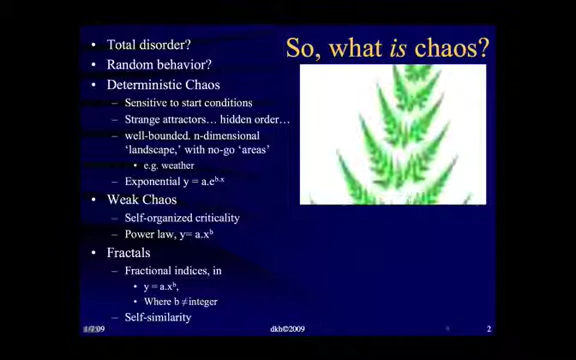 So, what is chaos?
• Total disorder?
• Random behavior?
• Deterministic Chaos
– Sensitive to start conditions
– Strange attractors… hidden order…
– well-bounded. n-dimensional
‘landscape,’ with no-go ‘areas’
• e.g. weather
– Exponential y = a.e^b.x
• Weak Chaos
– Self-organized criticality
– Power law, y= a.x^b
• Fractals
– Fractional indices, in
• y = a.x^b,
• Where b ≠ integer
– Self-similarity
dkh©2009
2